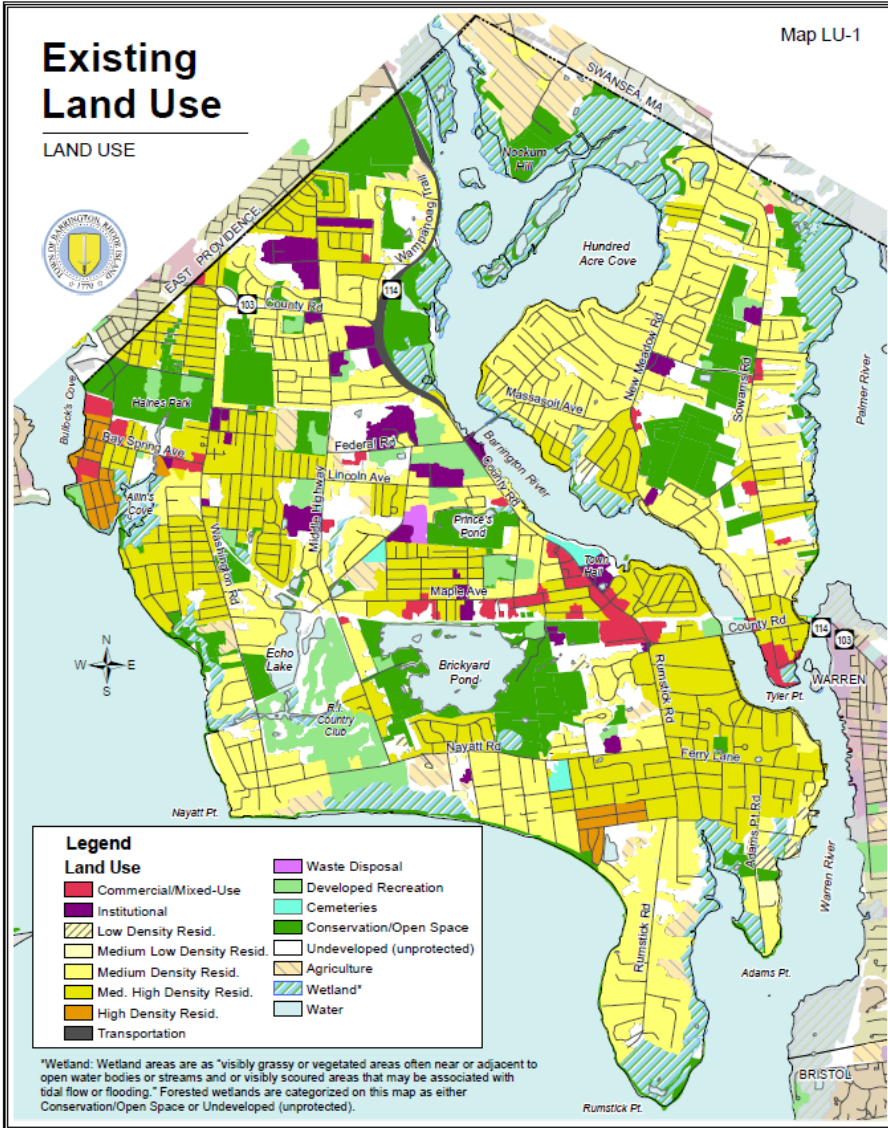 Existing
Land Use
LAND USE
Map LU-1
TOWN OF BARRINGTON, RHODE ISLAND
1770
SWANSEA, MA
EAST PROVIDENCE
Nockum
Hill
Wampanoag Trail
Hundred
Acre Cove
114
103
County Rd
New Meadow Rd
Sowams Rd
Palmer River
Bullock's Cove
Haines Park
Massasoit Ave
Bay Spring Ave
Federal Rd
Barrington
River
County Rd
Lincoln Ave
Allin's
Cove
Middle Highway
Prince's
Pond
Washington Rd
Town
Hall
Maple Ave
County Rd
114
103
N
W E
S
Echo
Lake
Brickyard
Pond
Rumstick Rd
WARREN
Tyler Pt.
R.I.
Country
Club
Nayatt Rd
Ferry Lane
Nayatt Pt.
Adams Pt Rd
Warren River
Rumstick Rd
Adams Pt.
BRISTOL
Rumstick Pt.
Legend
Land Use
Commercial/Mixed-Use
Institutional
Low Density Resid.
Medium Low Density Resid.
Medium Density Resid.
Med. High Density Resid.
High Density Resid.
Transportation
Waste Disposal
Developed Recreation
Cemeteries
Conservation/Open Space
Undeveloped (unprotected)
Agriculture
Wetland*
Water
*Wetland: Wetland areas are as "visibly grassy or vegetated areas often near or adjacent to
open water bodies or streams and or visibly scoured areas that may be associated with
tidal flow or flooding." Forested wetlands are categorized on this map as either
Conservation/Open Space or Undeveloped (unprotected).